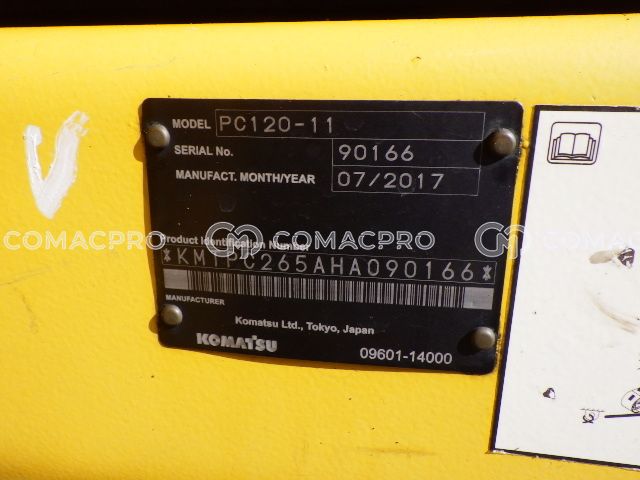 MODEL PC120-11
SERIAL No. 90166
MANUFACT. MONTH/YEAR 07/2017
COMACPRO COMACPRO COMACPRO
Product Identification Number
*KMTPC265AHA090166*
MANUFACTURER
Komatsu Ltd., Tokyo, Japan
KOMATSU 09601-14000
V